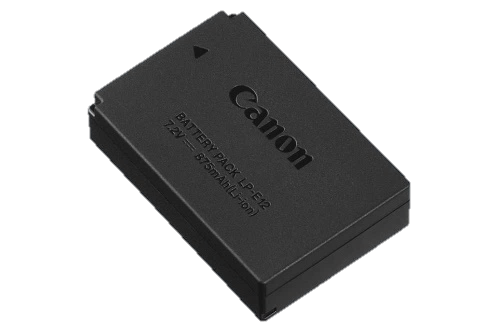 Canon
BATTERY PACK LP-E12
7.2V⎓ 875mAh(Li-ion)